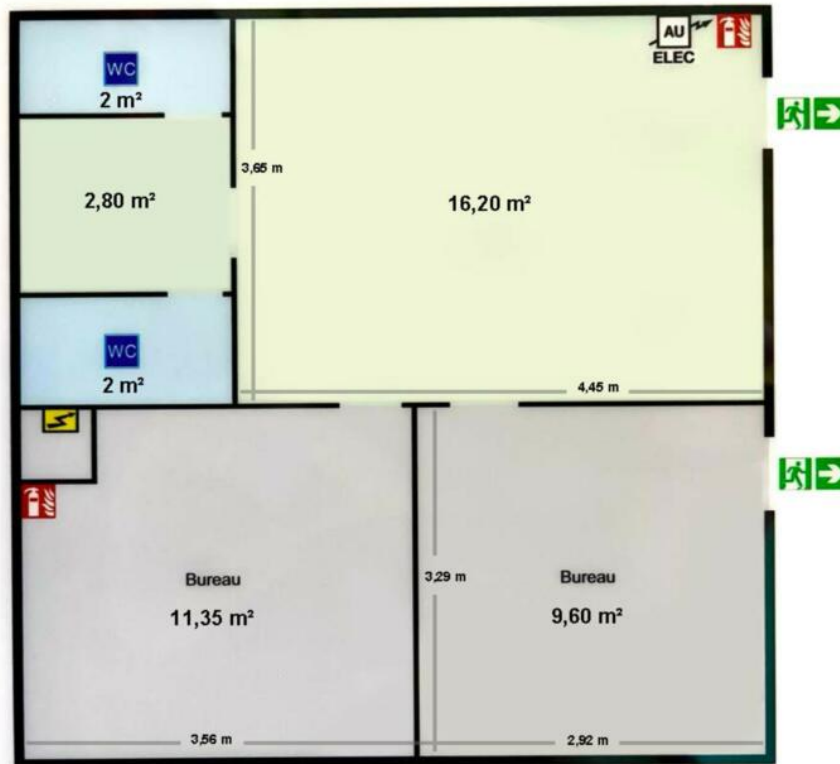 AU
ELEC
WC
2 m²
3,65 m
2,80 m²
16,20 m²
WC
2 m²
4,45 m
Bureau
11,35 m²
3,29 m
Bureau
9,60 m²
3,56 m
2,92 m